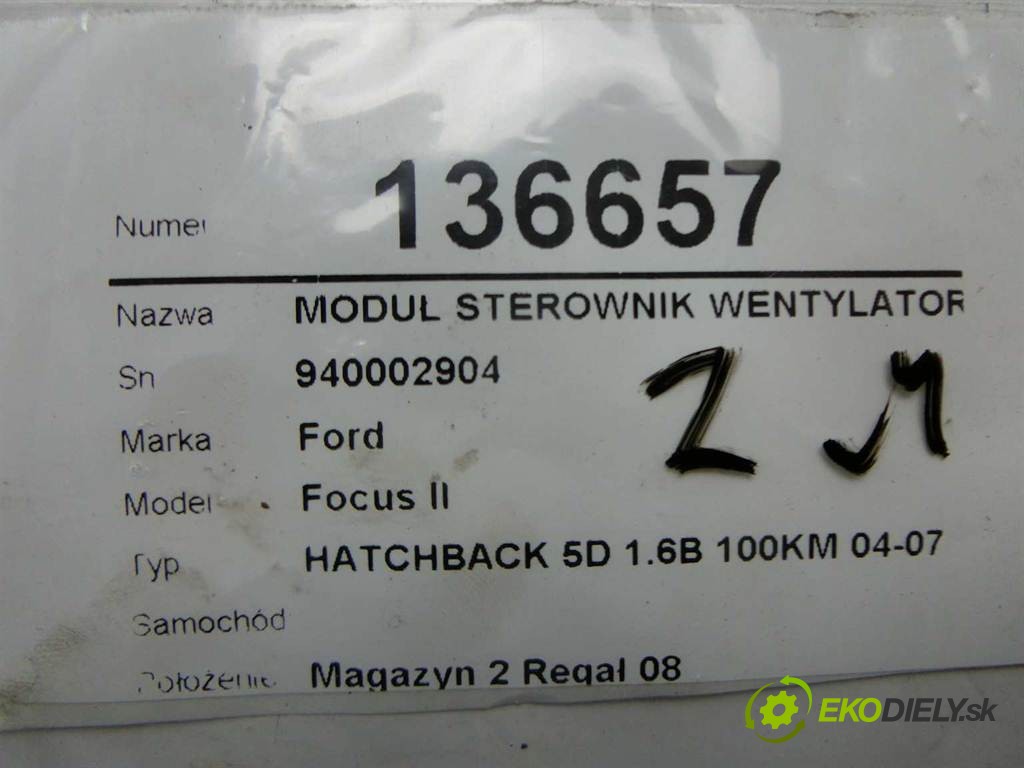 Numer 136657
Nazwa MODUŁ STEROWNIK WENTYLATOR
Sn 940002904
Marka Ford
Model Focus II
Typ HATCHBACK 5D 1.6B 100KM 04-07
Samochód
Położenie Magazyn 2 Regał 08
EKODIELY.sk